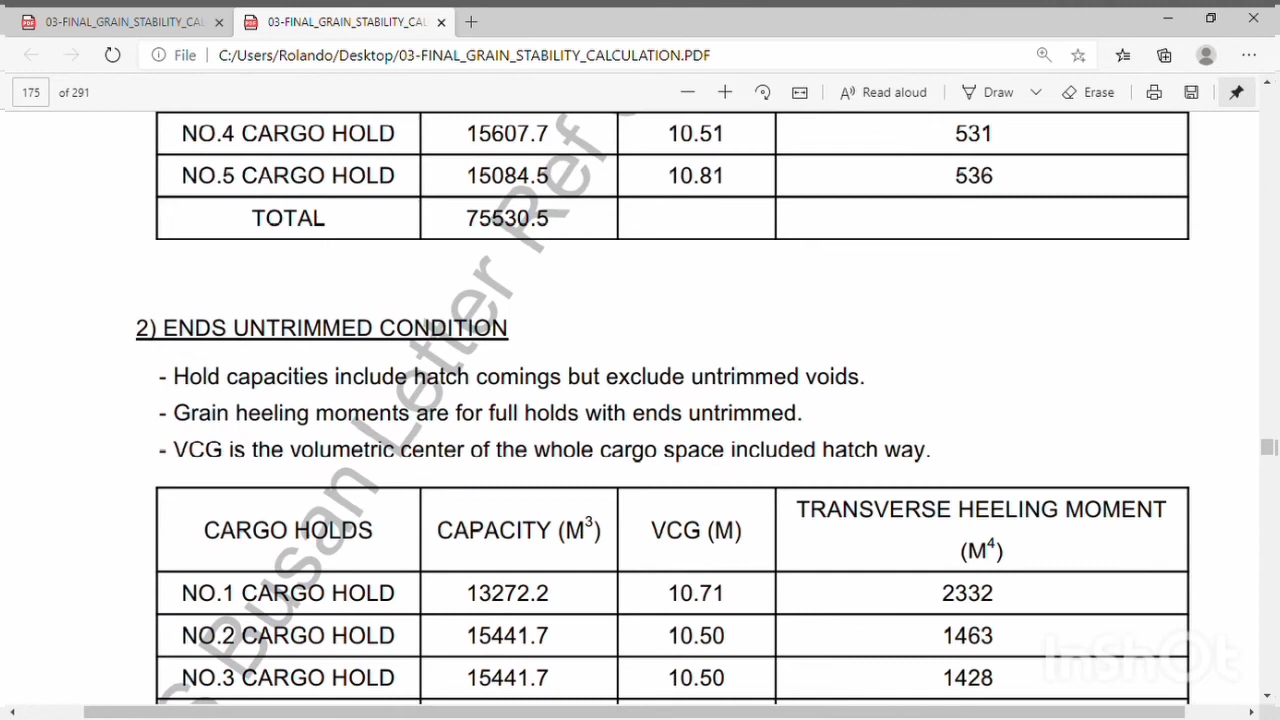 03-FINAL_GRAIN_STABILITY_CAL
03-FINAL_GRAIN_STABILITY_CAL
File C:/Users/Rolando/Desktop/03-FINAL_GRAIN_STABILITY_CALCULATION.PDF
175 of 291 Read aloud Draw Erase
NO.4 CARGO HOLD 15607.7 10.51 531
NO.5 CARGO HOLD 15084.5 10.81 536
TOTAL 75530.5
2) ENDS UNTRIMMED CONDITION
- Hold capacities include hatch comings but exclude untrimmed voids.
- Grain heeling moments are for full holds with ends untrimmed.
- VCG is the volumetric center of the whole cargo space included hatch way.
CARGO HOLDS CAPACITY (M³) VCG (M) TRANSVERSE HEELING MOMENT
(M⁴)
NO.1 CARGO HOLD 13272.2 10.71 2332
NO.2 CARGO HOLD 15441.7 10.50 1463
NO.3 CARGO HOLD 15441.7 10.50 1428
Busan Letter Ref
InShOt